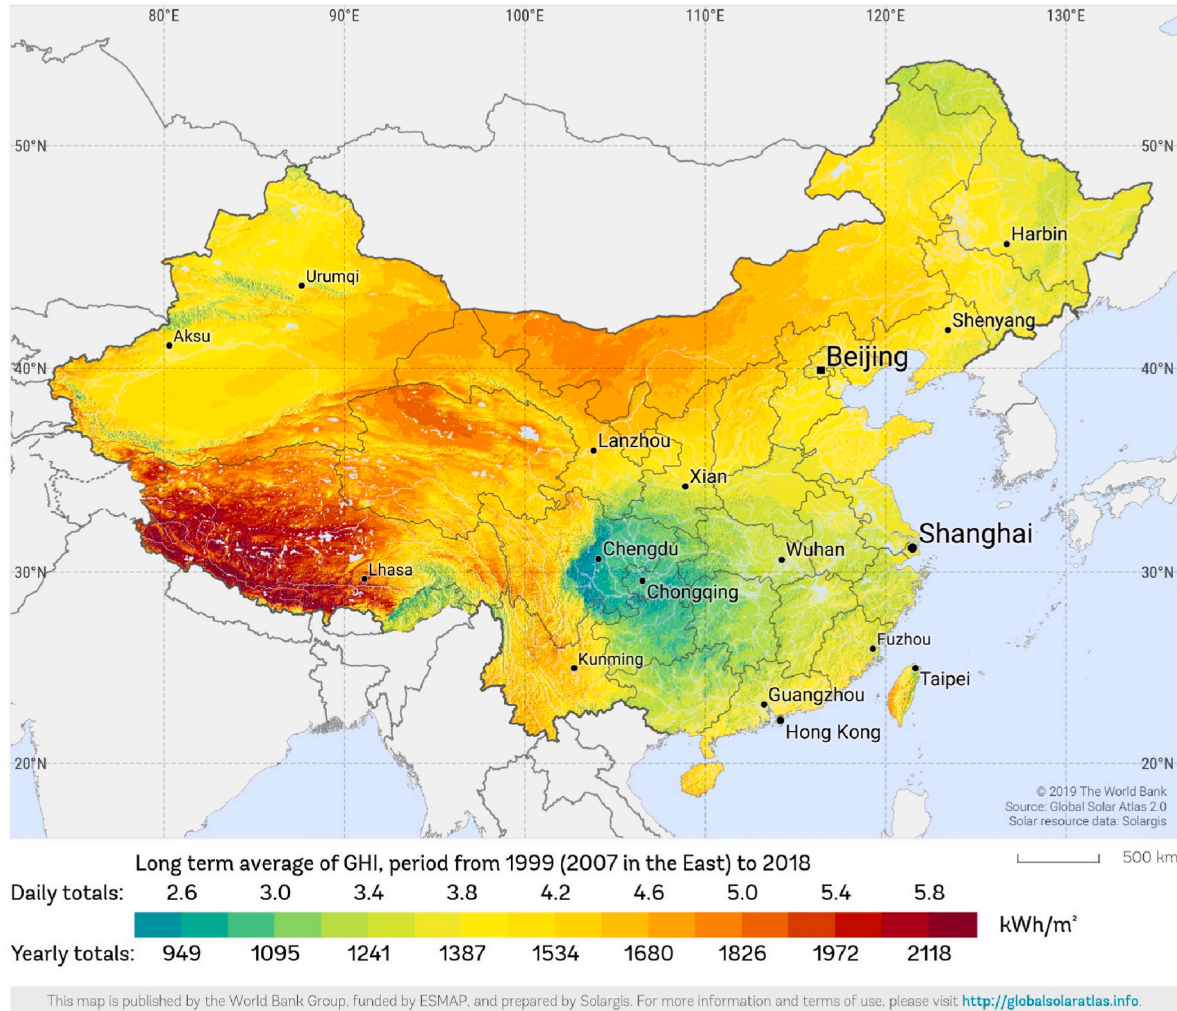 80°E 90°E 100°E 110°E 120°E 130°E
50°N 50°N
Harbin
Urumqi
Shenyang
Aksu
Beijing
40°N 40°N
Lanzhou
Xian
Shanghai
Chengdu Wuhan
30°N Lhasa 30°N
Chongqing
Fuzhou
Kunming
Taipei
Guangzhou
Hong Kong
20°N 20°N
© 2019 The World Bank
Source: Global Solar Atlas 2.0
Solar resource data: Solargis
Long term average of GHI, period from 1999 (2007 in the East) to 2018
500 km
Daily totals: 2.6 3.0 3.4 3.8 4.2 4.6 5.0 5.4 5.8
kWh/m²
Yearly totals: 949 1095 1241 1387 1534 1680 1826 1972 2118
This map is published by the World Bank Group, funded by ESMAP, and prepared by Solargis. For more information and terms of use, please visit http://globalsolaratlas.info.